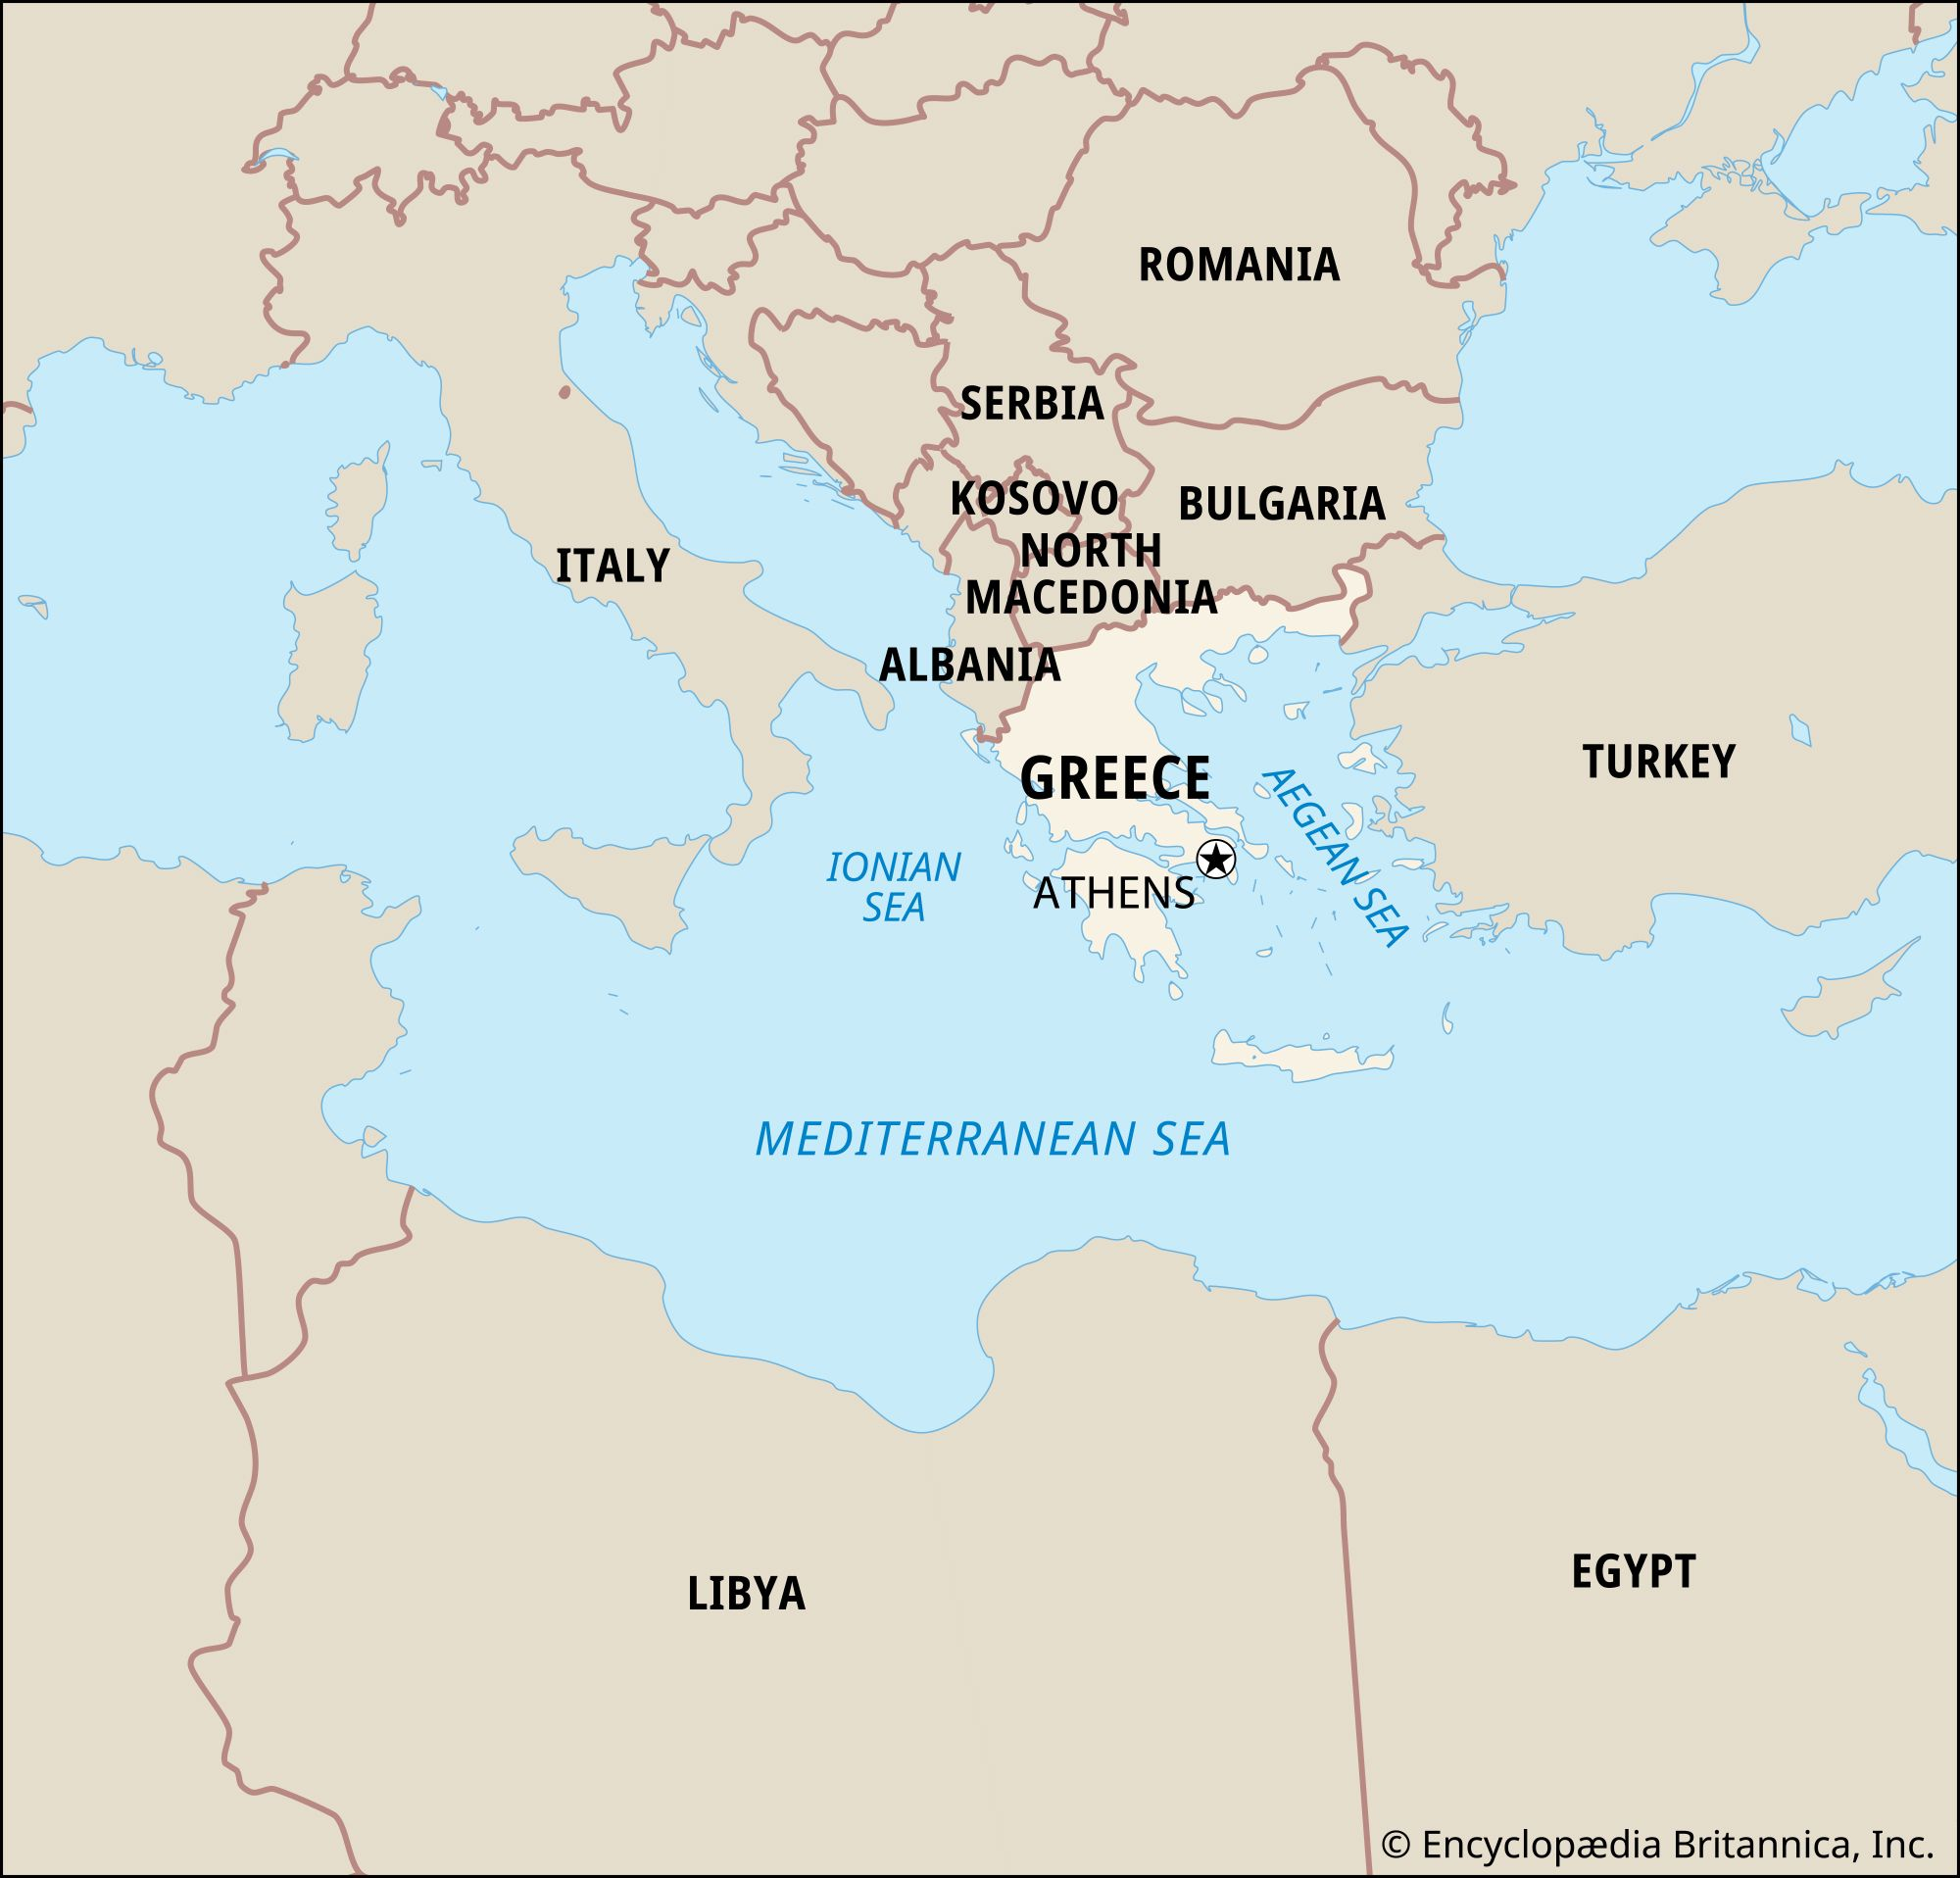 ROMANIA
SERBIA
KOSOVO
BULGARIA
NORTH
MACEDONIA
ITALY
ALBANIA
GREECE
TURKEY
AEGEAN SEA
IONIAN
SEA
ATHENS
MEDITERRANEAN SEA
LIBYA
EGYPT
© Encyclopædia Britannica, Inc.